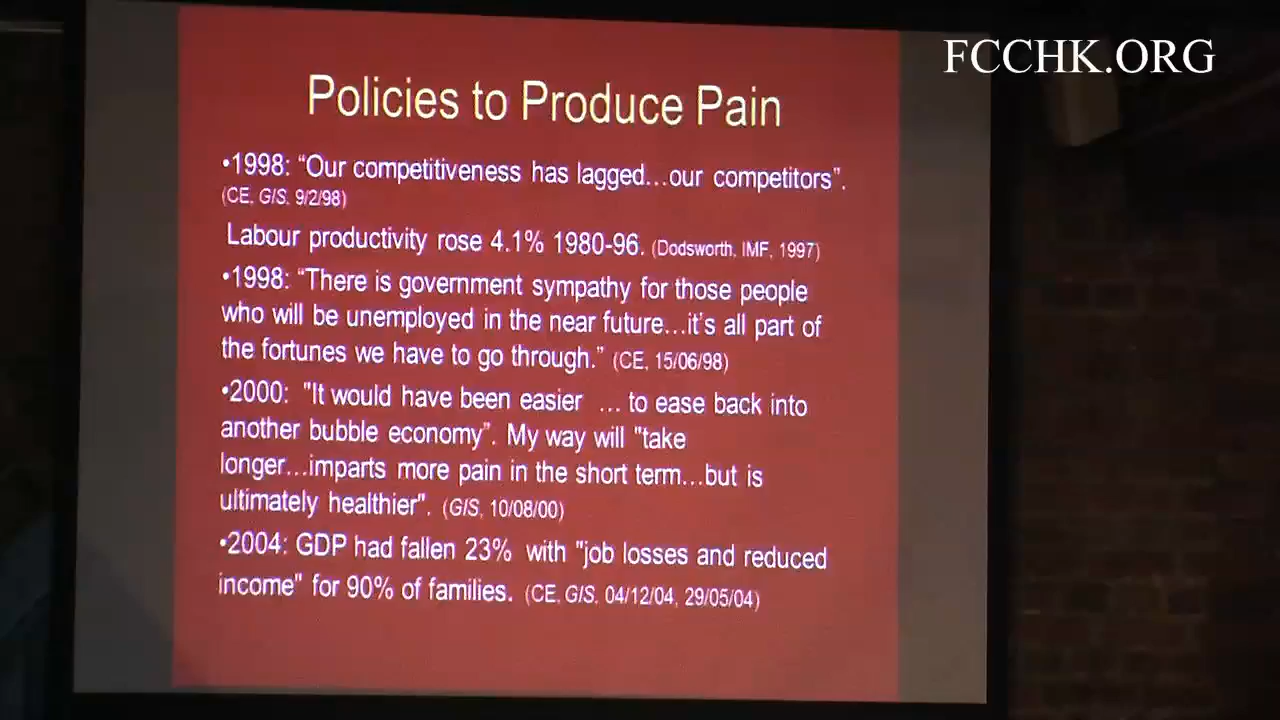 FCCHK.ORG
Policies to Produce Pain
•1998: “Our competitiveness has lagged…our competitors”.
(CE, GIS, 9/2/98)
Labour productivity rose 4.1% 1980-96. (Dodsworth, IMF, 1997)
•1998: “There is government sympathy for those people
who will be unemployed in the near future…it’s all part of
the fortunes we have to go through.” (CE, 15/06/98)
•2000: "It would have been easier … to ease back into
another bubble economy”. My way will "take
longer…imparts more pain in the short term…but is
ultimately healthier". (GIS, 10/08/00)
•2004: GDP had fallen 23% with "job losses and reduced
income" for 90% of families. (CE, GIS, 04/12/04, 29/05/04)